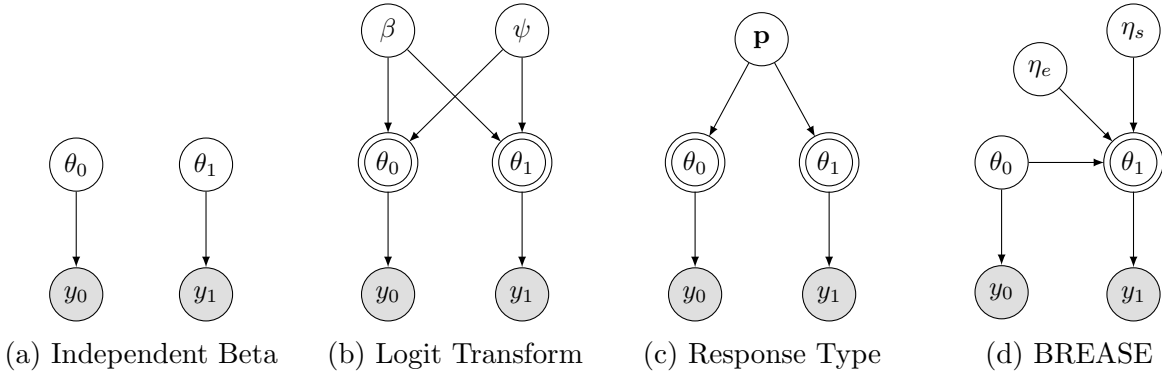 β ψ p η_s
η_e
θ_0 θ_1 θ_0 θ_1 θ_0 θ_1 θ_0 θ_1
y_0 y_1 y_0 y_1 y_0 y_1 y_0 y_1
(a) Independent Beta (b) Logit Transform (c) Response Type (d) BREASE